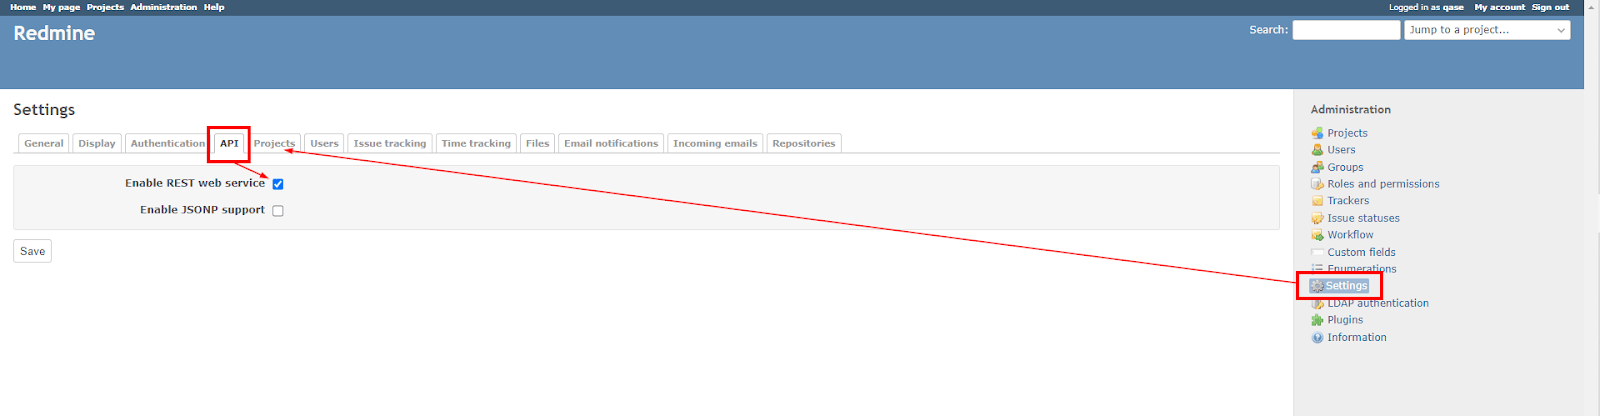 Home My page Projects Administration Help Logged in as qase My account Sign out
Redmine Search: Jump to a project...
Settings
General Display Authentication API Projects Users Issue tracking Time tracking Files Email notifications Incoming emails Repositories
Enable REST web service
Enable JSONP support
Save
Administration
Projects
Users
Groups
Roles and permissions
Trackers
Issue statuses
Workflow
Custom fields
Enumerations
Settings
LDAP authentication
Plugins
Information